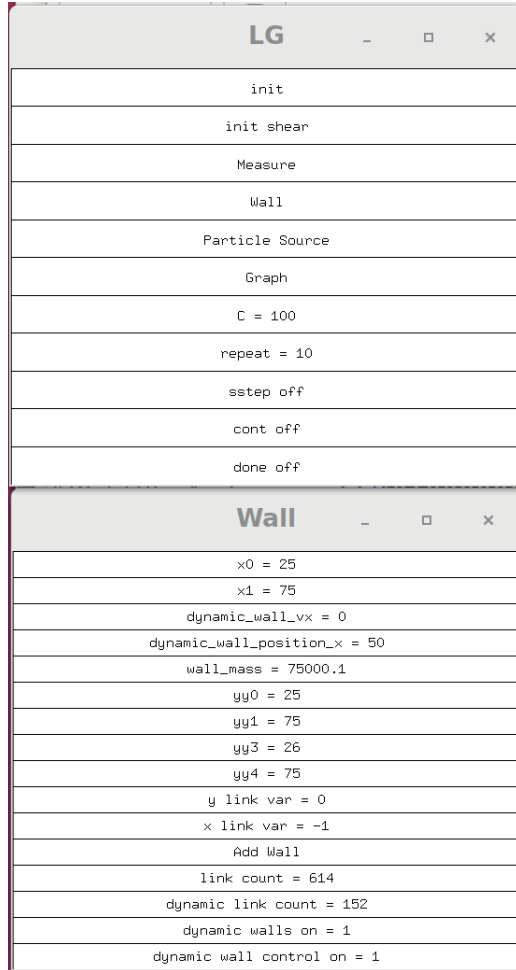 LG
init
init shear
Measure
Wall
Particle Source
Graph
C = 100
repeat = 10
sstep off
cont off
done off
Wall
x0 = 25
x1 = 75
dynamic_wall_vx = 0
dynamic_wall_position_x = 50
wall_mass = 75000.1
yy0 = 25
yy1 = 75
yy3 = 26
yy4 = 75
y link var = 0
x link var = -1
Add Wall
link count = 614
dynamic link count = 152
dynamic walls on = 1
dynamic wall control on = 1